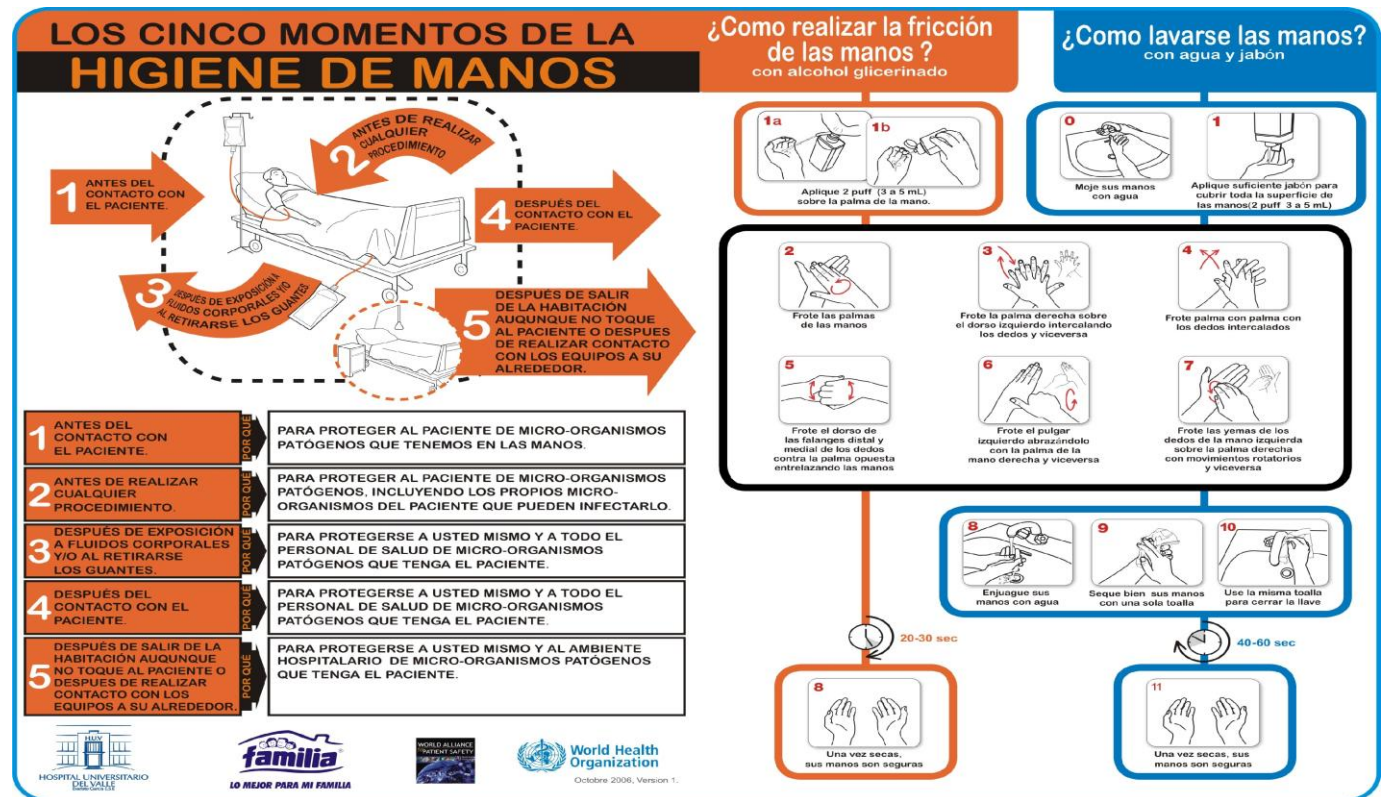 LOS CINCO MOMENTOS DE LA
HIGIENE DE MANOS
1 ANTES DEL
CONTACTO CON
EL PACIENTE.
2 ANTES DE REALIZAR
CUALQUIER
PROCEDIMIENTO
3 DESPUÉS DE EXPOSICIÓN A
FLUIDOS CORPORALES Y/O
AL RETIRARSE LOS GUANTES
4 DESPUÉS DEL
CONTACTO CON EL
PACIENTE.
5 DESPUÉS DE SALIR
DE LA HABITACIÓN
AUQUNQUE NO TOQUE
AL PACIENTE O DESPUES
DE REALIZAR CONTACTO
CON LOS EQUIPOS A SU
ALREDEDOR.
1 ANTES DEL
CONTACTO CON
EL PACIENTE.
POR QUÉ
PARA PROTEGER AL PACIENTE DE MICRO-ORGANISMOS
PATÓGENOS QUE TENEMOS EN LAS MANOS.
2 ANTES DE REALIZAR
CUALQUIER
PROCEDIMIENTO.
POR QUÉ
PARA PROTEGER AL PACIENTE DE MICRO-ORGANISMOS
PATÓGENOS, INCLUYENDO LOS PROPIOS MICRO-
ORGANISMOS DEL PACIENTE QUE PUEDEN INFECTARLO.
3 DESPUÉS DE EXPOSICIÓN
A FLUIDOS CORPORALES
Y/O AL RETIRARSE
LOS GUANTES.
POR QUÉ
PARA PROTEGERSE A USTED MISMO Y A TODO EL
PERSONAL DE SALUD DE MICRO-ORGANISMOS
PATÓGENOS QUE TENGA EL PACIENTE.
4 DESPUÉS DEL
CONTACTO CON EL
PACIENTE.
POR QUÉ
PARA PROTEGERSE A USTED MISMO Y A TODO EL
PERSONAL DE SALUD DE MICRO-ORGANISMOS
PATÓGENOS QUE TENGA EL PACIENTE.
5 DESPUÉS DE SALIR DE LA
HABITACIÓN AUQUNQUE
NO TOQUE AL PACIENTE O
DESPUES DE REALIZAR
CONTACTO CON LOS
EQUIPOS A SU ALREDEDOR.
POR QUÉ
PARA PROTEGERSE A USTED MISMO Y AL AMBIENTE
HOSPITALARIO DE MICRO-ORGANISMOS PATÓGENOS
QUE TENGA EL PACIENTE.
HUV
HOSPITAL UNIVERSITARIO
DEL VALLE
familia
LO MEJOR PARA MI FAMILIA
WORLD ALLIANCE
PATIENT SAFETY
World Health
Organization
Octobre 2006, Version 1.
¿Como realizar la fricción
de las manos ?
con alcohol glicerinado
1a
1b
Aplique 2 puff (3 a 5 mL)
sobre la palma de la mano.
¿Como lavarse las manos?
con agua y jabón
0
Moje sus manos
con agua
1
Aplique suficiente jabón para
cubrir toda la superficie de
las manos(2 puff 3 a 5 mL)
2
Frote las palmas
de las manos
3
Frote la palma derecha sobre
el dorso izquierdo intercalando
los dedos y viceversa
4
Frote palma con palma con
los dedos intercalados
5
Frote el dorso de
las falanges distal y
medial de los dedos
contra la palma opuesta
entrelazando las manos
6
Frote el pulgar
izquierdo abrazándolo
con la palma de la
mano derecha y viceversa
7
Frote las yemas de los
dedos de la mano izquierda
sobre la palma derecha
con movimientos rotatorios
y viceversa
8
Enjuague sus
manos con agua
9
Seque bien sus manos
con una sola toalla
10
Use la misma toalla
para cerrar la llave
20-30 sec
40-60 sec
8
Una vez secas,
sus manos son seguras
11
Una vez secas, sus
manos son seguras